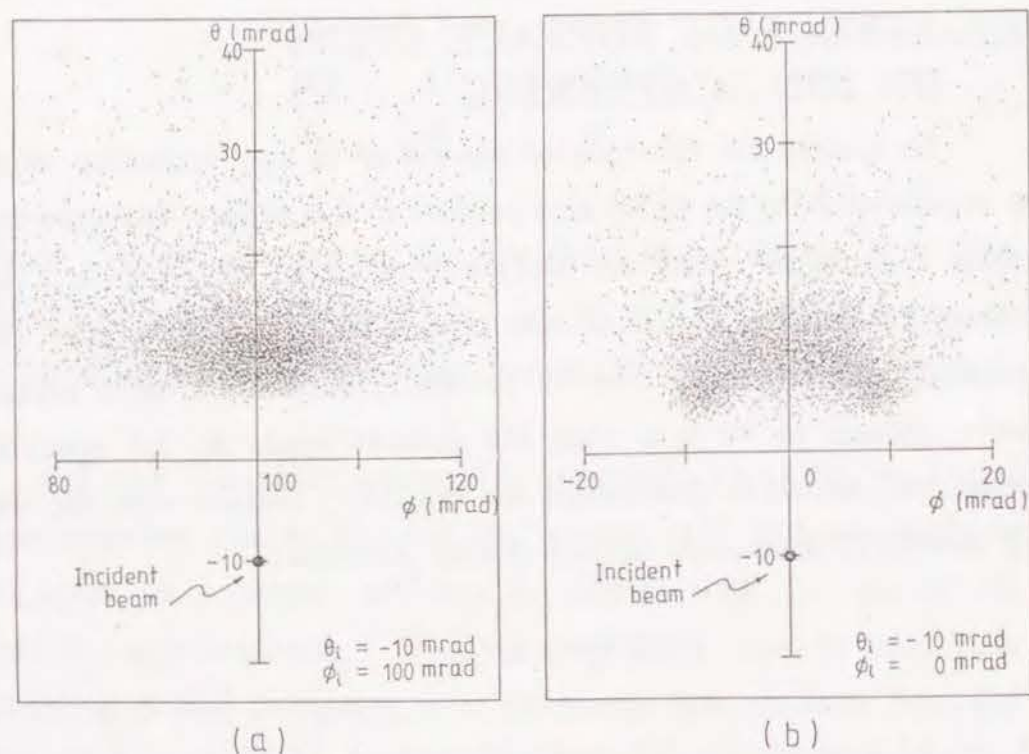 θ (mrad)
40
30
80
120
ϕ (mrad)
-10
Incident
beam
θi = -10 mrad
ϕi = 100 mrad
(a)
θ (mrad)
40
30
-20
0
20
ϕ (mrad)
-10
Incident
beam
θi = -10 mrad
ϕi = 0 mrad
(b)